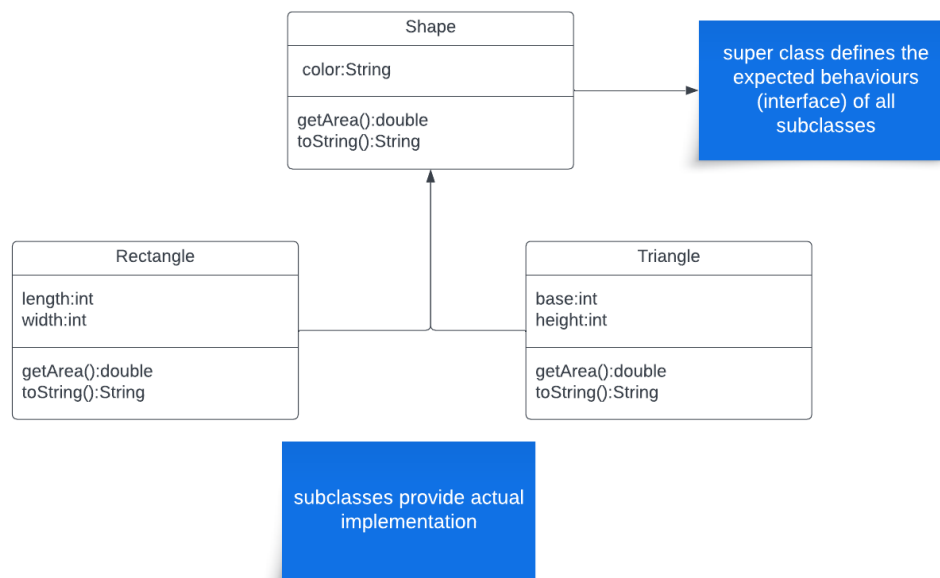 Shape
color:String
getArea():double
toString():String
super class defines the
expected behaviours
(interface) of all
subclasses
Rectangle
length:int
width:int
getArea():double
toString():String
Triangle
base:int
height:int
getArea():double
toString():String
subclasses provide actual
implementation